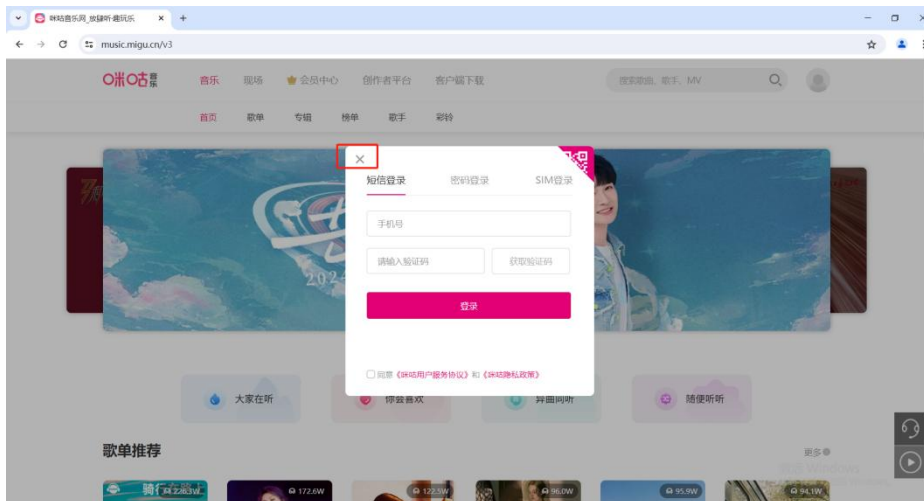 咪咕音乐网_放肆听·趣玩乐
music.migu.cn/v3
咪咕音乐
音乐 现场 会员中心 创作者平台 客户端下载
搜索歌曲、歌手、MV
首页 歌单 专辑 榜单 歌手 彩铃
短信登录 密码登录 SIM登录
手机号
请输入验证码 获取验证码
202
登录
同意《咪咕用户服务协议》和《咪咕隐私政策》
大家在听 你会喜欢 异曲同听 随便听听
歌单推荐 更多
172.6W 122.5W 96.0W 95.9W 94.1W